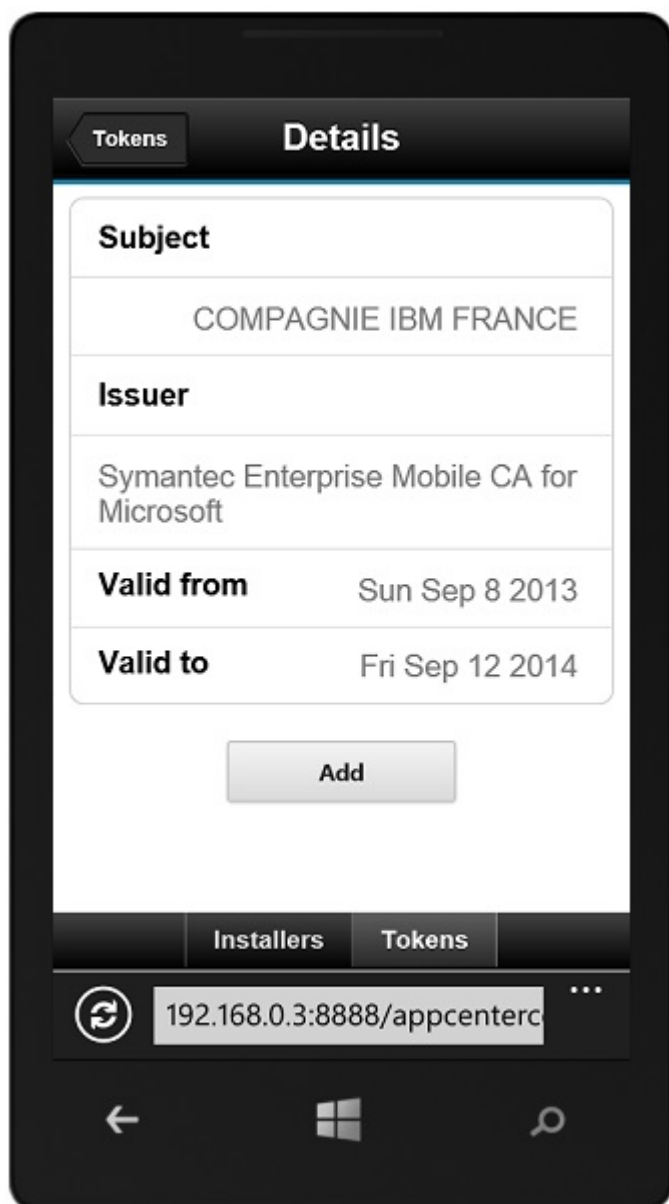 Tokens
Details
Subject
COMPAGNIE IBM FRANCE
Issuer
Symantec Enterprise Mobile CA for
Microsoft
Valid from Sun Sep 8 2013
Valid to Fri Sep 12 2014
Add
Installers Tokens
192.168.0.3:8888/appcenterc